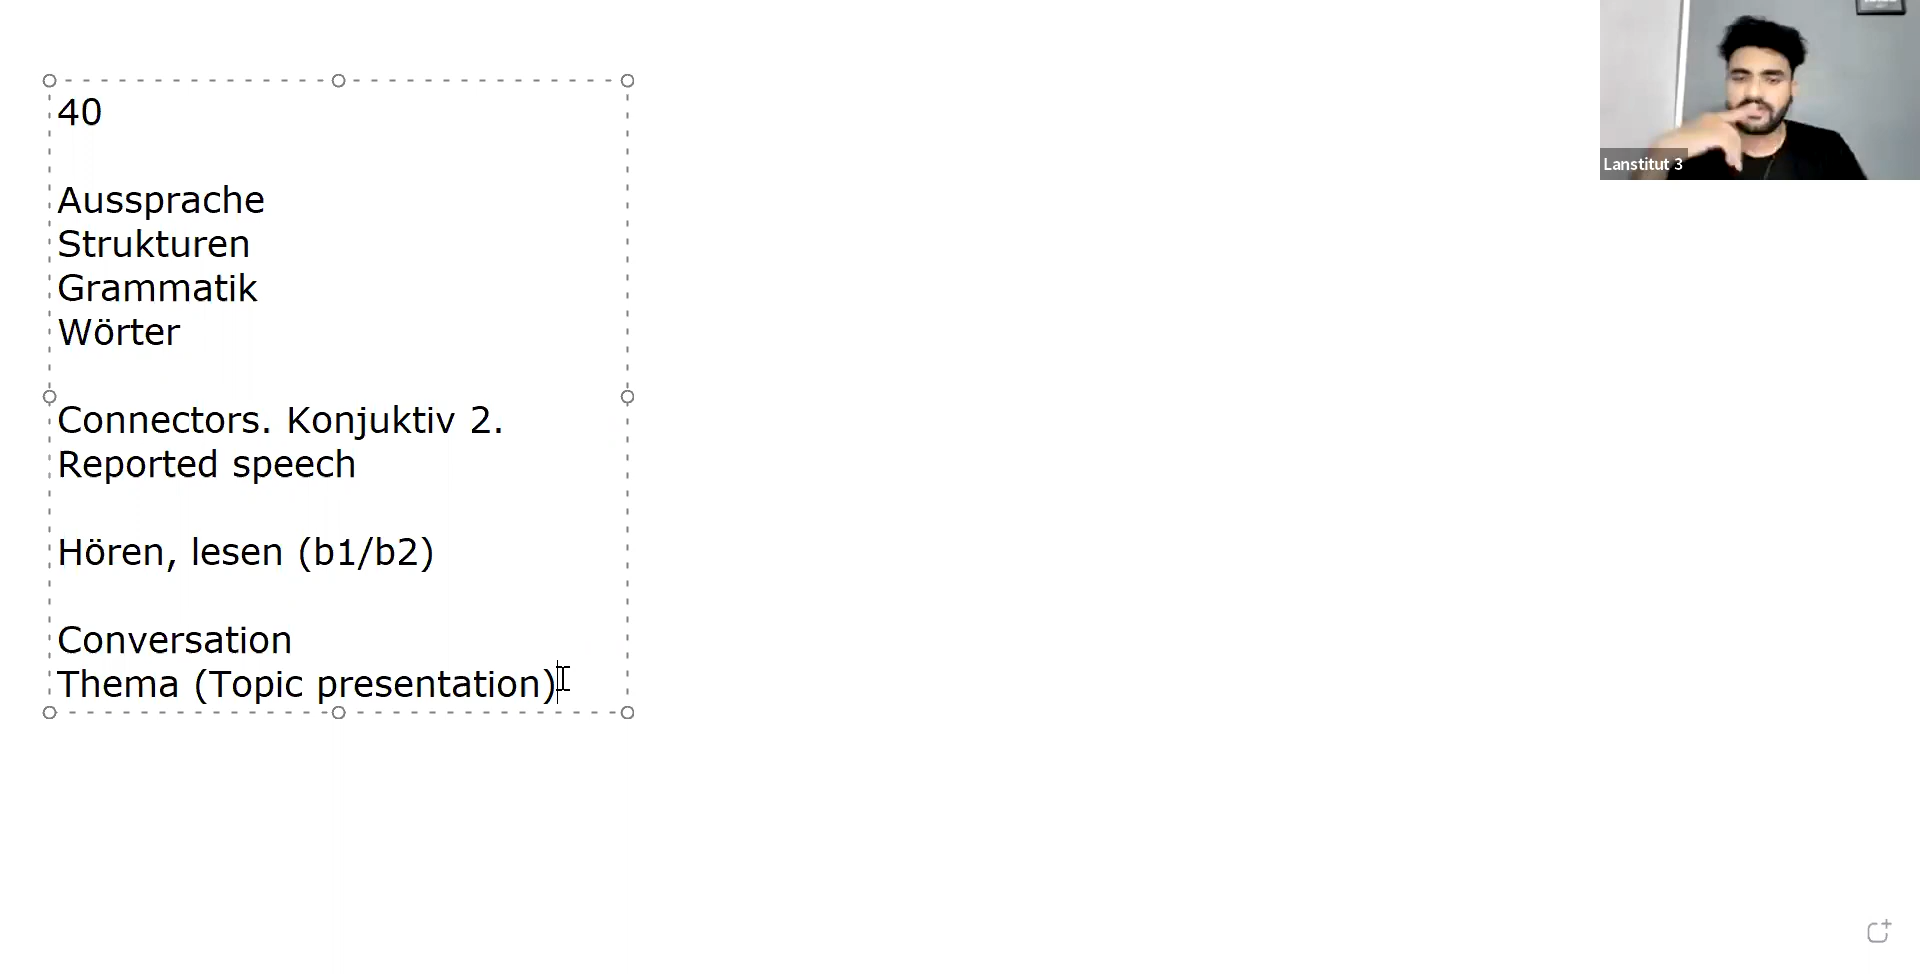 40
Aussprache
Strukturen
Grammatik
Wörter
Connectors. Konjuktiv 2.
Reported speech
Hören, lesen (b1/b2)
Conversation
Thema (Topic presentation)
Lanstitut 3